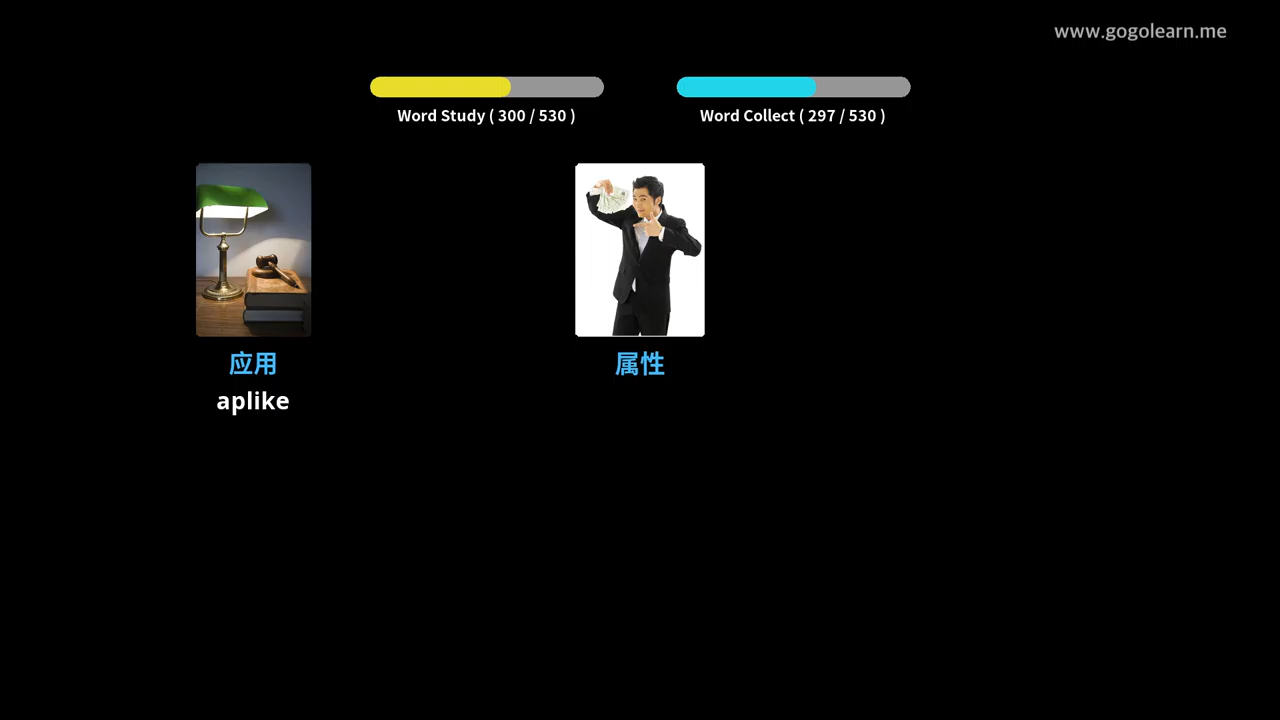 www.gogolearn.me
Word Study ( 300 / 530 )
Word Collect ( 297 / 530 )
应用
属性
aplike